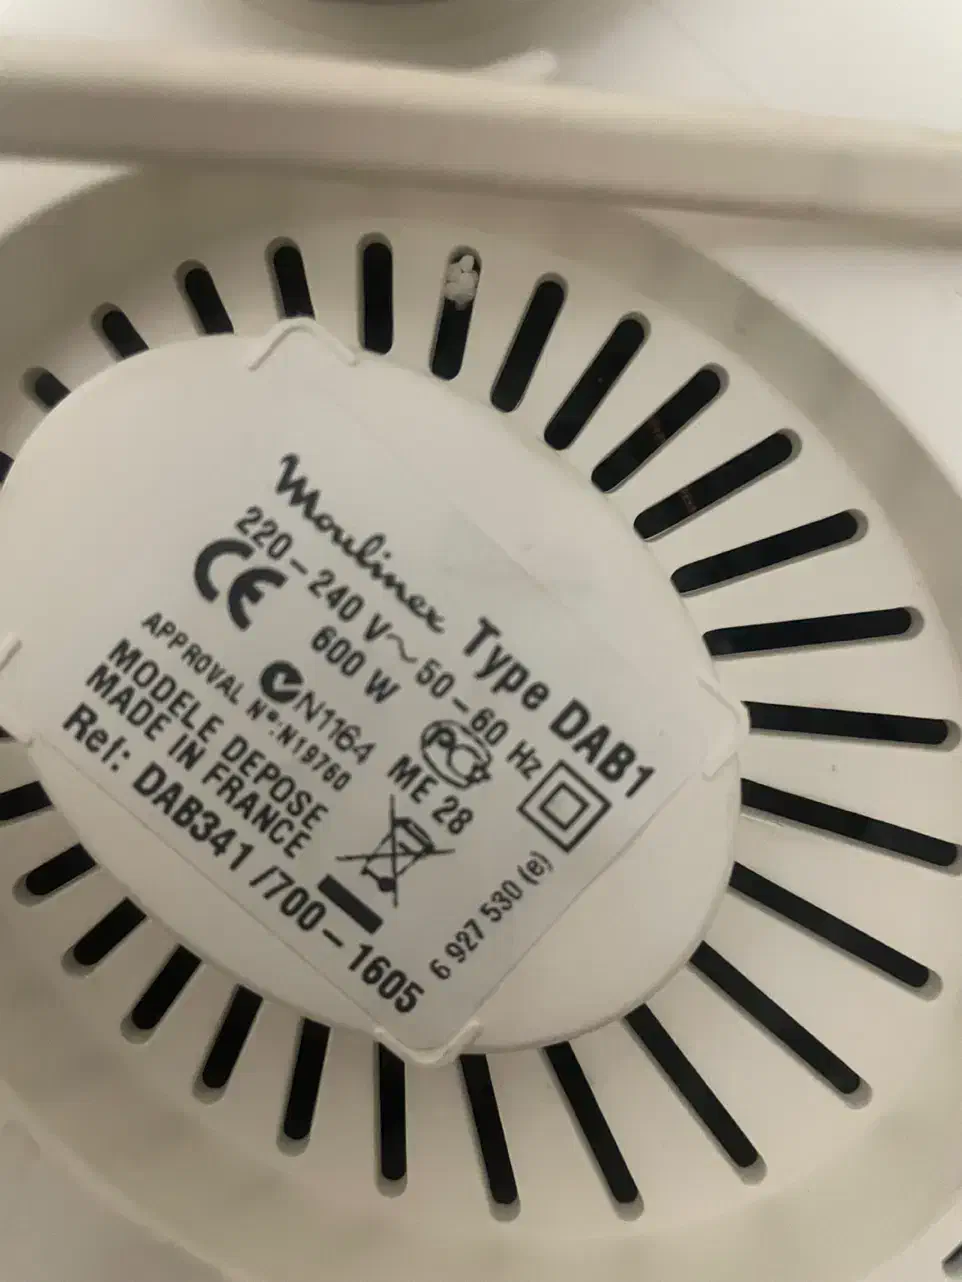 Moulinex Type DAB1
220-240 V~ 50-60 Hz
CE 600 W PC
N1164 ME 28
APPROVAL N°.:N19760
MODELE DEPOSE
MADE IN FRANCE
Ref: DAB341 /700-1605
6 927 530 (e)